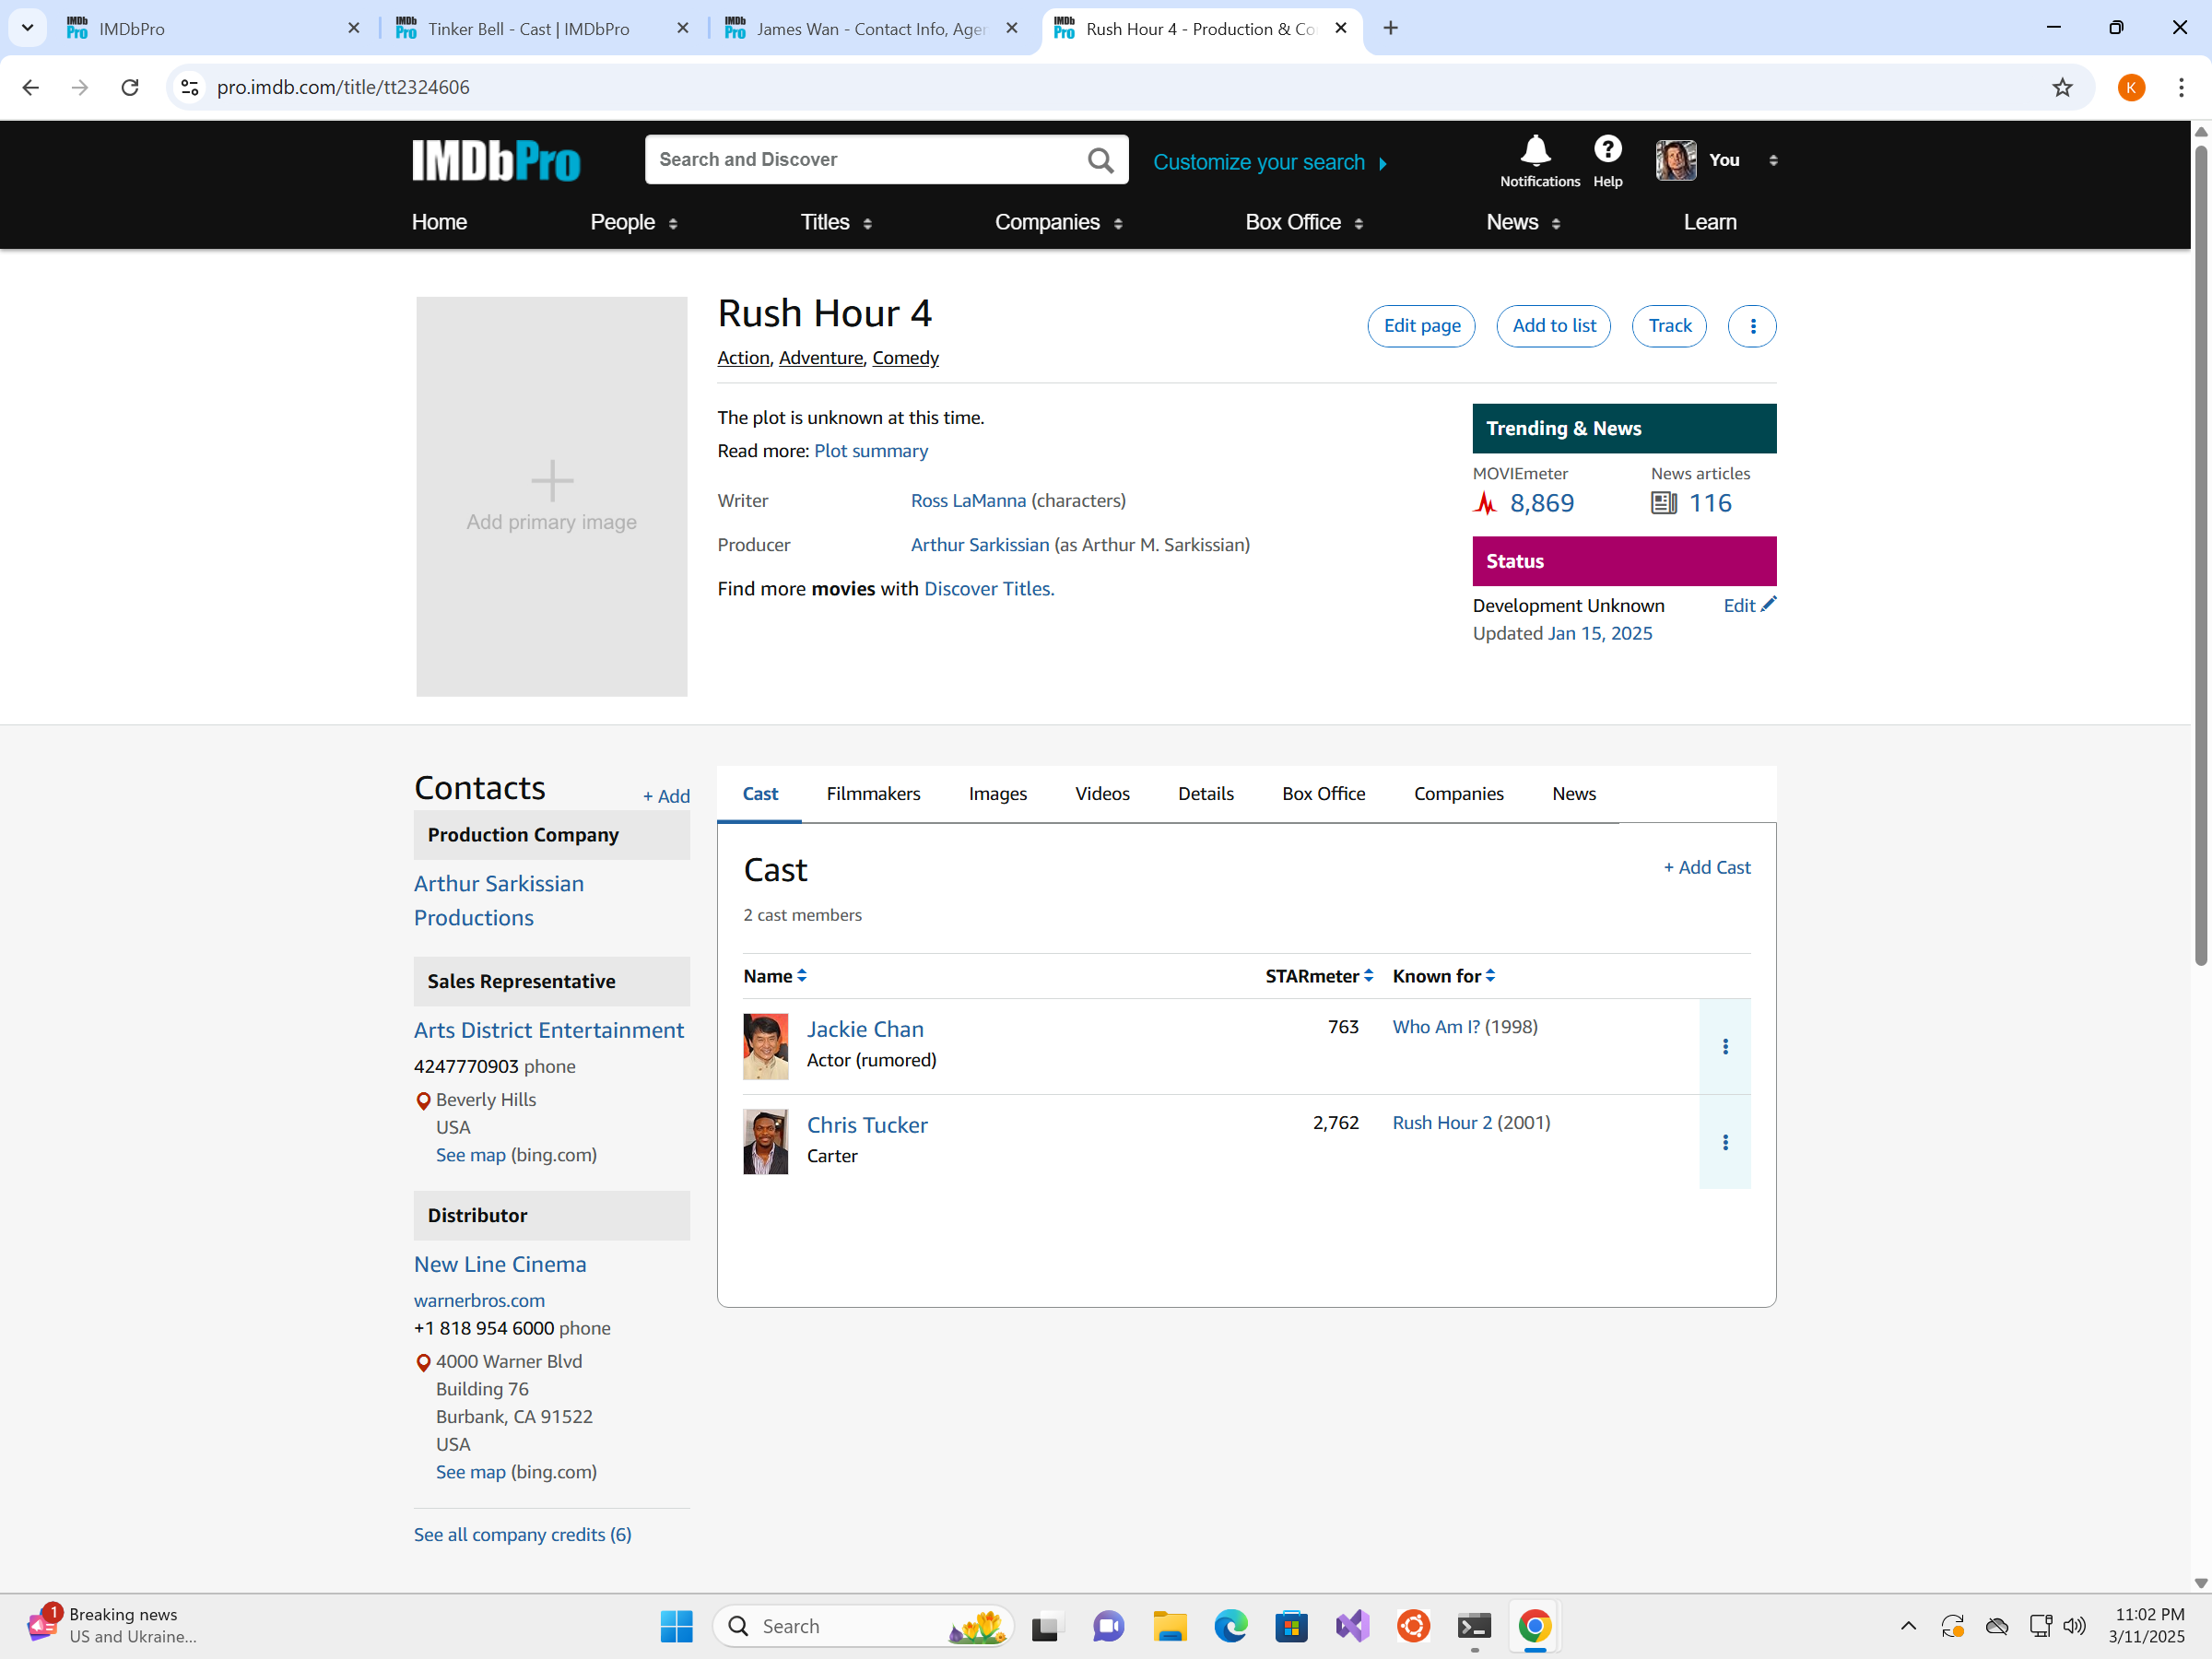 IMDb Pro IMDbPro
IMDb Pro Tinker Bell - Cast | IMDbPro
IMDb Pro James Wan - Contact Info, Agen
IMDb Pro Rush Hour 4 - Production & Co
pro.imdb.com/title/tt2324606
K
IMDbPro
Search and Discover
Customize your search
Notifications
Help
You
Home
People
Titles
Companies
Box Office
News
Learn
Add primary image
Rush Hour 4
Action, Adventure, Comedy
Edit page
Add to list
Track
The plot is unknown at this time.
Read more: Plot summary
Writer Ross LaManna (characters)
Producer Arthur Sarkissian (as Arthur M. Sarkissian)
Find more movies with Discover Titles.
Trending & News
MOVIEmeter News articles
8,869 116
Status
Development Unknown Edit
Updated Jan 15, 2025
Contacts + Add
Production Company
Arthur Sarkissian
Productions
Sales Representative
Arts District Entertainment
4247770903 phone
Beverly Hills
USA
See map (bing.com)
Distributor
New Line Cinema
warnerbros.com
+1 818 954 6000 phone
4000 Warner Blvd
Building 76
Burbank, CA 91522
USA
See map (bing.com)
See all company credits (6)
Cast Filmmakers Images Videos Details Box Office Companies News
Cast + Add Cast
2 cast members
Name STARmeter Known for
Jackie Chan 763 Who Am I? (1998)
Actor (rumored)
Chris Tucker 2,762 Rush Hour 2 (2001)
Carter
1
Breaking news
US and Ukraine...
Search
11:02 PM
3/11/2025